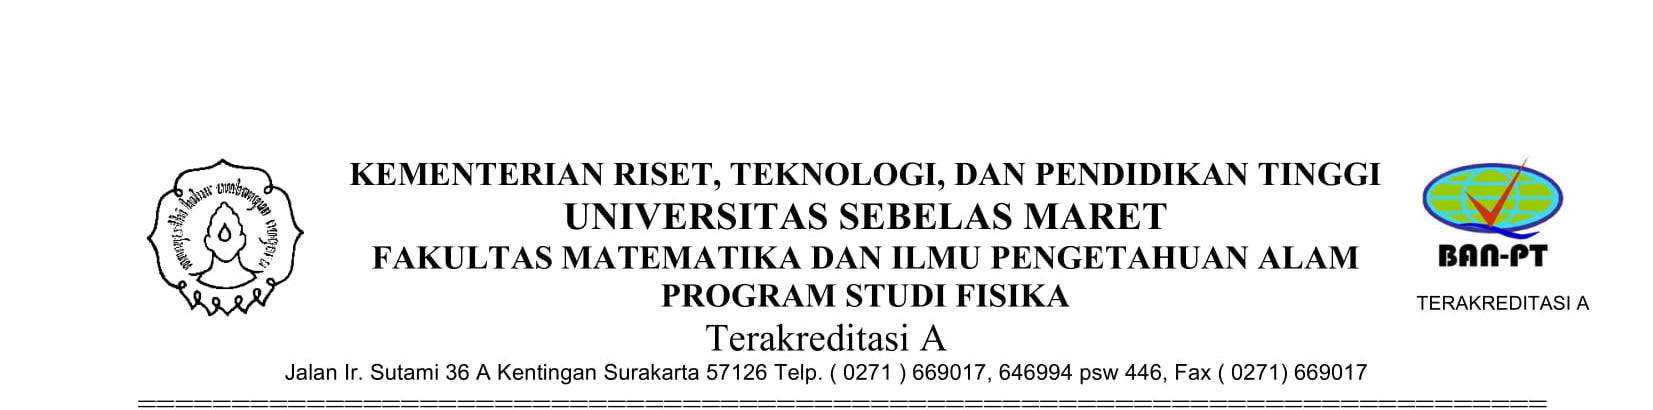 KEMENTERIAN RISET, TEKNOLOGI, DAN PENDIDIKAN TINGGI
UNIVERSITAS SEBELAS MARET
FAKULTAS MATEMATIKA DAN ILMU PENGETAHUAN ALAM
PROGRAM STUDI FISIKA
Terakreditasi A
Jalan Ir. Sutami 36 A Kentingan Surakarta 57126 Telp. ( 0271 ) 669017, 646994 psw 446, Fax ( 0271) 669017
BAN-PT
TERAKREDITASI A